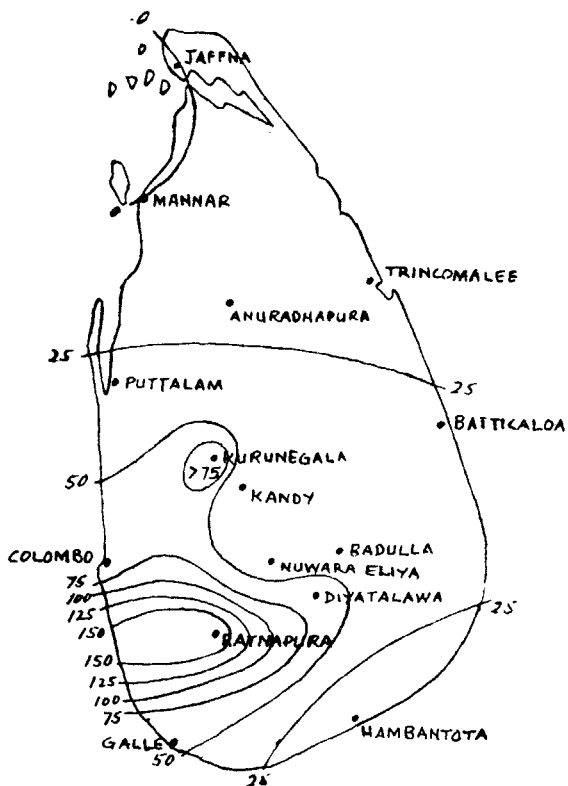 JAFFNA
MANNAR
TRINCOMALEE
ANURADHAPURA
25
PUTTALAM
25
BATTICALOA
KURUNEGALA
>75
50
KANDY
COLOMBO
BADULLA
NUWARA ELIYA
75
DIYATALAWA
100
25
125
150
RATNAPURA
150
125
100
75
HAMBANTOTA
GALLE
50
25